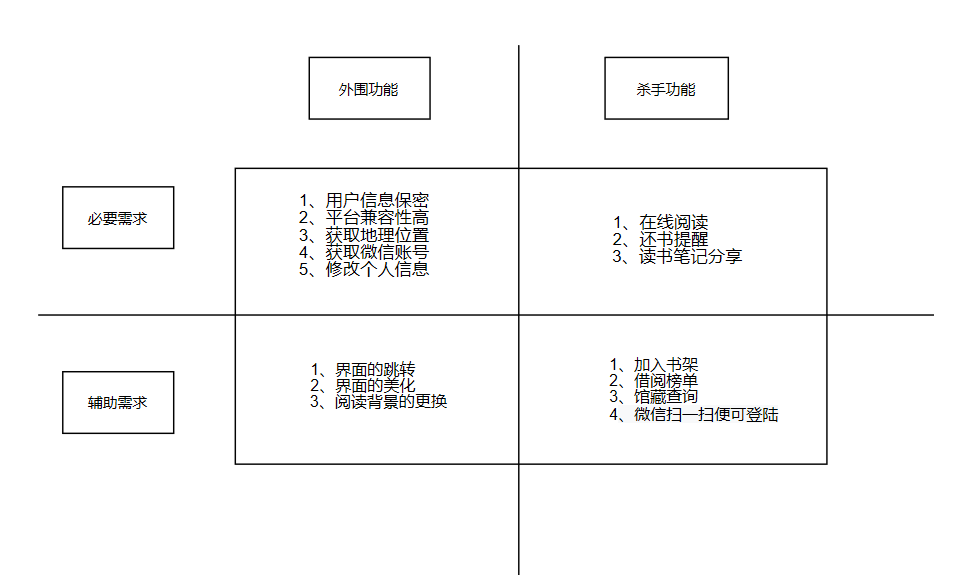 外围功能
杀手功能
必要需求
1、用户信息保密
2、平台兼容性高
3、获取地理位置
4、获取微信账号
5、修改个人信息
1、在线阅读
2、还书提醒
3、读书笔记分享
辅助需求
1、界面的跳转
2、界面的美化
3、阅读背景的更换
1、加入书架
2、借阅榜单
3、馆藏查询
4、微信扫一扫便可登陆